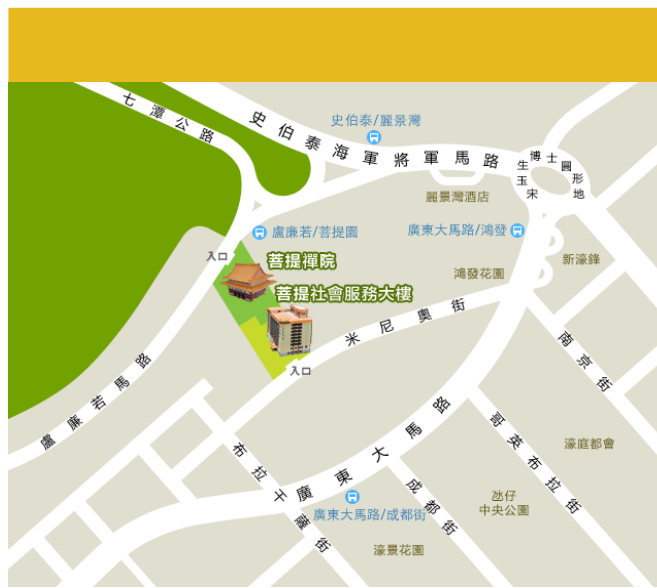 七潭公路
史伯泰海軍將軍馬路
史伯泰/麗景灣
博士圓形地
生玉宋
麗景灣酒店
盧廉若/菩提園
廣東大馬路/鴻發
入口
菩提禪院
鴻發花園
新濠鋒
菩提社會服務大樓
米尼奧街
入口
南京街
盧廉若馬路
廣東大馬路
哥英布拉街
布拉干薩街
濠庭都會
成都街
氹仔
中央公園
廣東大馬路/成都街
濠景花園